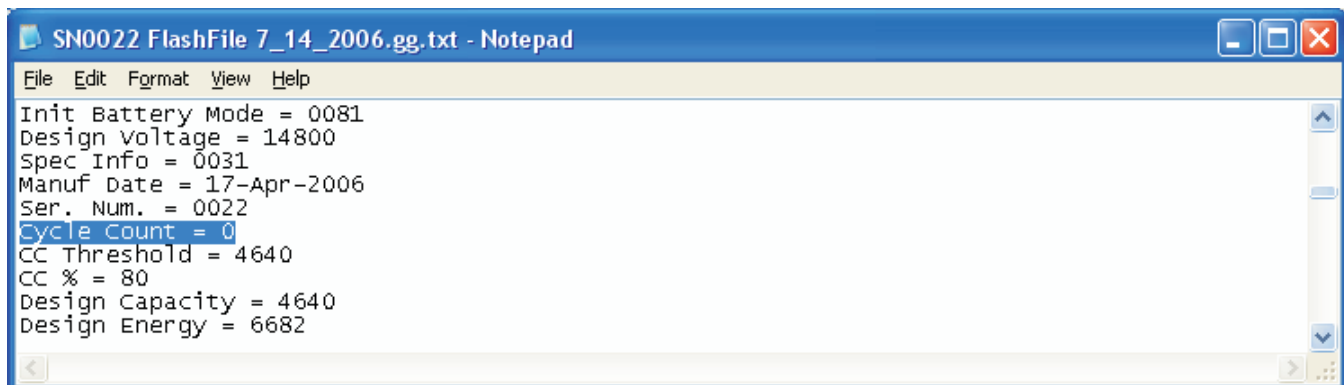 SN0022 FlashFile 7_14_2006.gg.txt - Notepad
File Edit Format View Help
Init Battery Mode = 0081
Design Voltage = 14800
Spec Info = 0031
Manuf Date = 17-Apr-2006
Ser. Num. = 0022
Cycle Count = 0
CC Threshold = 4640
CC % = 80
Design Capacity = 4640
Design Energy = 6682